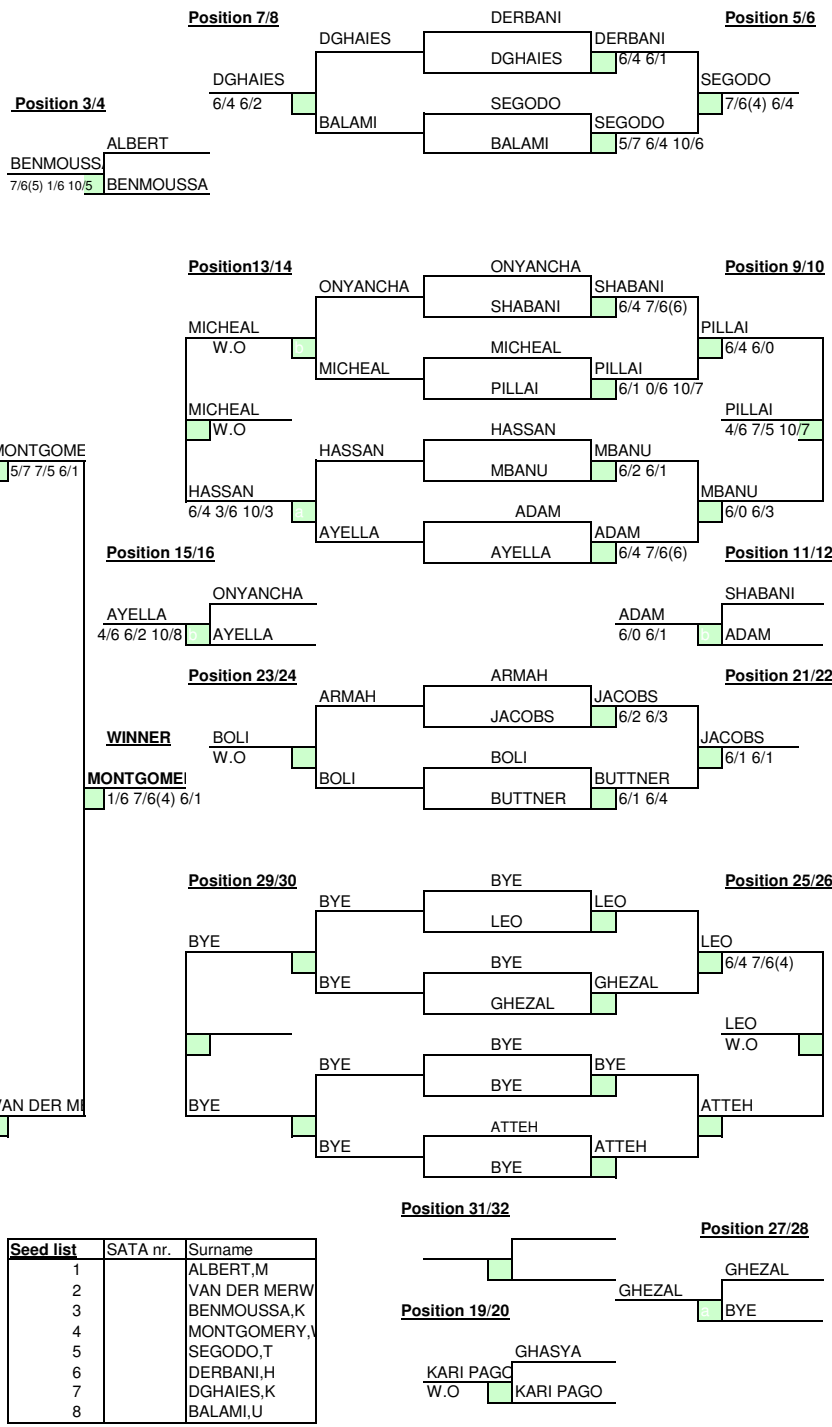 Position 7/8 DERBANI Position 5/6
DGHAIES DERBANI
DGHAIES 6/4 6/1
DGHAIES SEGODO
Position 3/4 6/4 6/2 SEGODO 7/6(4) 6/4
BALAMI SEGODO
ALBERT BALAMI 5/7 6/4 10/6
BENMOUSSA
7/6(5) 1/6 10/5 BENMOUSSA
Position13/14 ONYANCHA Position 9/10
ONYANCHA SHABANI
SHABANI 6/4 7/6(6)
MICHEAL PILLAI
W.O b MICHEAL 6/4 6/0
MICHEAL PILLAI
PILLAI 6/1 0/6 10/7
MICHEAL PILLAI
W.O HASSAN 4/6 7/5 10/7
MONTGOME HASSAN MBANU
5/7 7/5 6/1 MBANU 6/2 6/1
HASSAN MBANU
6/4 3/6 10/3 a ADAM 6/0 6/3
AYELLA ADAM
Position 15/16 AYELLA 6/4 7/6(6) Position 11/12
ONYANCHA SHABANI
AYELLA ADAM
4/6 6/2 10/8 b AYELLA 6/0 6/1 b ADAM
Position 23/24 ARMAH Position 21/22
ARMAH JACOBS
JACOBS 6/2 6/3
WINNER BOLI JACOBS
W.O BOLI 6/1 6/1
MONTGOME BOLI BUTTNER
1/6 7/6(4) 6/1 BUTTNER 6/1 6/4
Position 29/30 BYE Position 25/26
BYE LEO
LEO
BYE LEO
BYE 6/4 7/6(4)
BYE GHEZAL
GHEZAL
LEO
BYE W.O
BYE BYE
BYE
VAN DER ME BYE ATTEH
ATTEH
BYE ATTEH
BYE
Position 31/32
Position 27/28
Seed list SATA nr. Surname
1 ALBERT,M GHEZAL
2 VAN DER MERW GHEZAL
3 BENMOUSSA,K Position 19/20 a BYE
4 MONTGOMERY,
5 SEGODO,T GHASYA
6 DERBANI,H KARI PAGO
7 DGHAIES,K W.O KARI PAGO
8 BALAMI,U